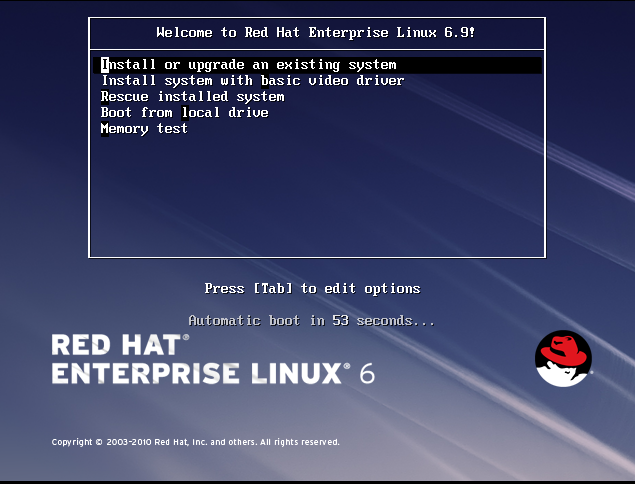 Welcome to Red Hat Enterprise Linux 6.9!
Install or upgrade an existing system
Install system with basic video driver
Rescue installed system
Boot from local drive
Memory test
Press [Tab] to edit options
Automatic boot in 53 seconds...
RED HAT®
ENTERPRISE LINUX® 6
Copyright © 2003-2010 Red Hat, Inc. and others. All rights reserved.